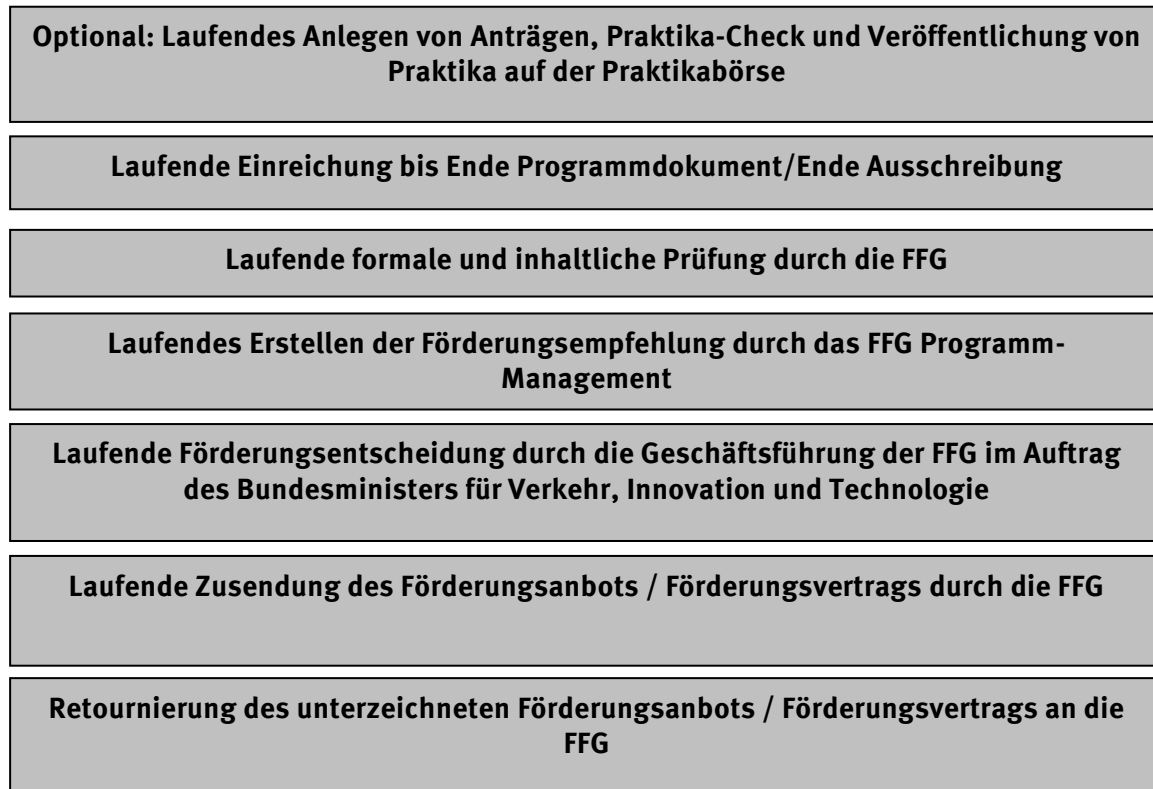 Optional: Laufendes Anlegen von Anträgen, Praktika-Check und Veröffentlichung von
Praktika auf der Praktikabörse
Laufende Einreichung bis Ende Programmdokument/Ende Ausschreibung
Laufende formale und inhaltliche Prüfung durch die FFG
Laufendes Erstellen der Förderungsempfehlung durch das FFG Programm-
Management
Laufende Förderungsentscheidung durch die Geschäftsführung der FFG im Auftrag
des Bundesministers für Verkehr, Innovation und Technologie
Laufende Zusendung des Förderungsanbots / Förderungsvertrags durch die FFG
Retournierung des unterzeichneten Förderungsanbots / Förderungsvertrags an die
FFG